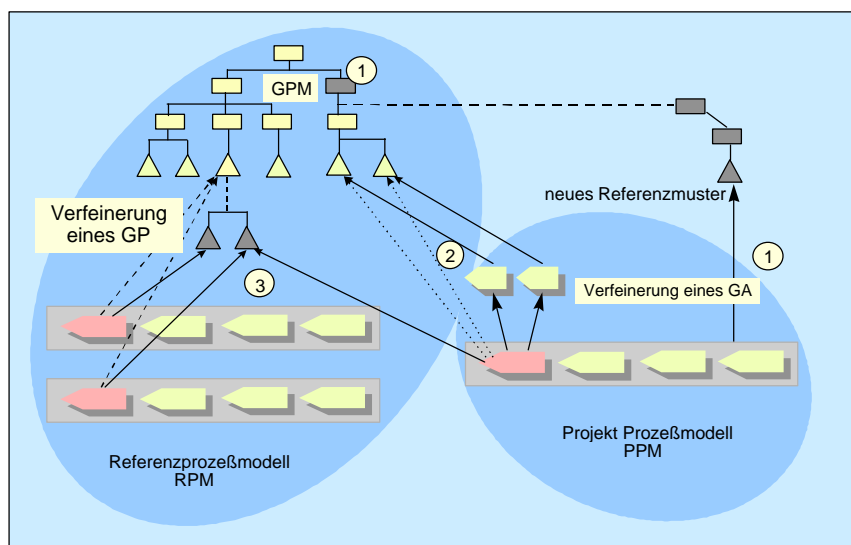 1
GPM
neues Referenzmuster
Verfeinerung
eines GP
2
1
3
Verfeinerung eines GA
Referenzprozeßmodell
RPM
Projekt Prozeßmodell
PPM